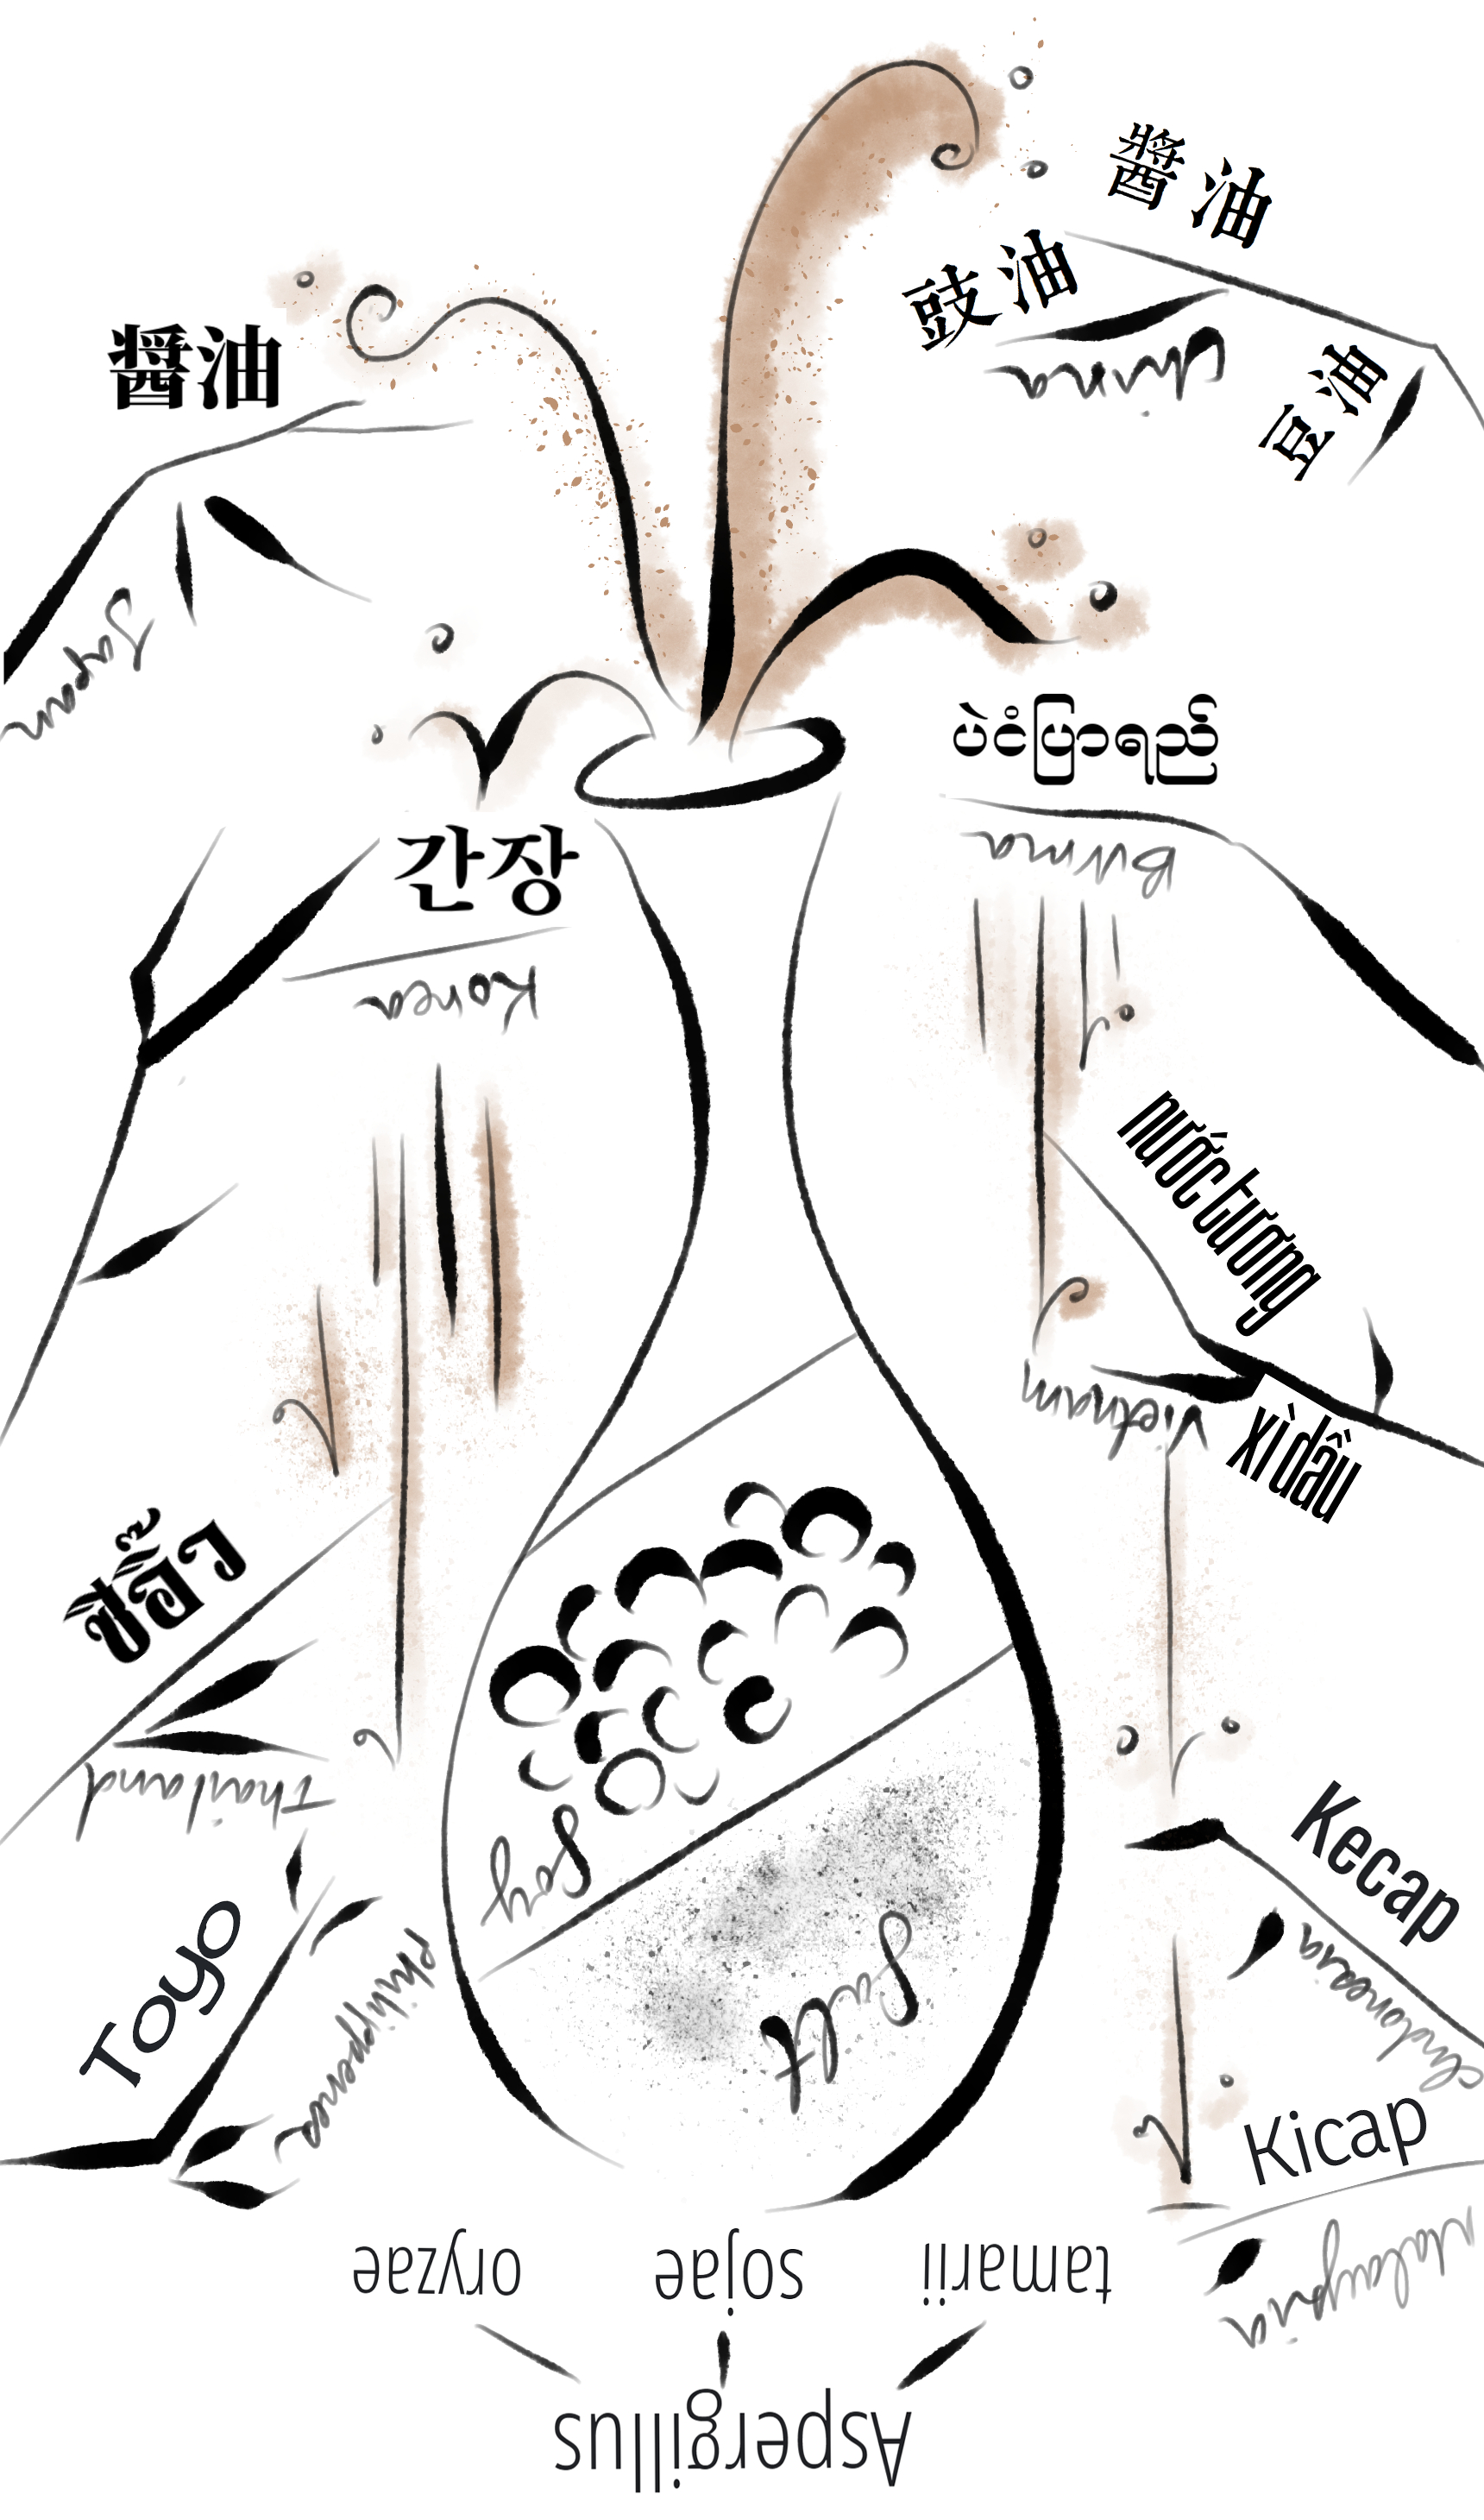 醬油
豉油
China
豆油
醤油
Japan
ပဲငံပြာရည်
Burma
간장
Korea
nước tương
Vietnam
xì dầu
ซีอิ๊ว
Thailand
Soy
Salt
Kecap
Indonesia
Toyo
Philippenes
Kicap
Malaysia
oryzae
sojae
tamarii
Aspergillus